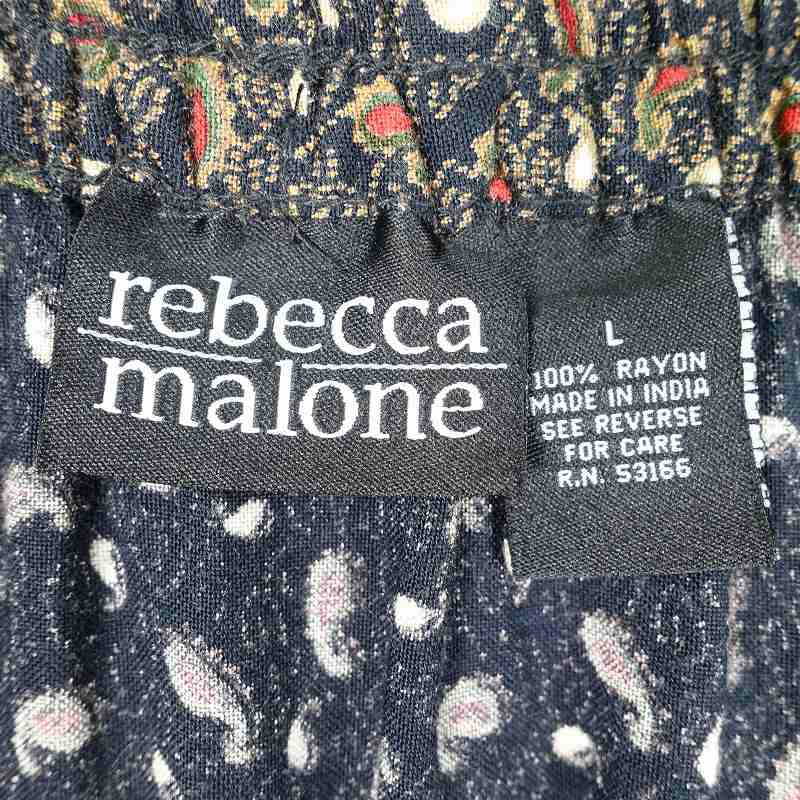 rebecca
malone
L
100% RAYON
MADE IN INDIA
SEE REVERSE
FOR CARE
R.N. 53166